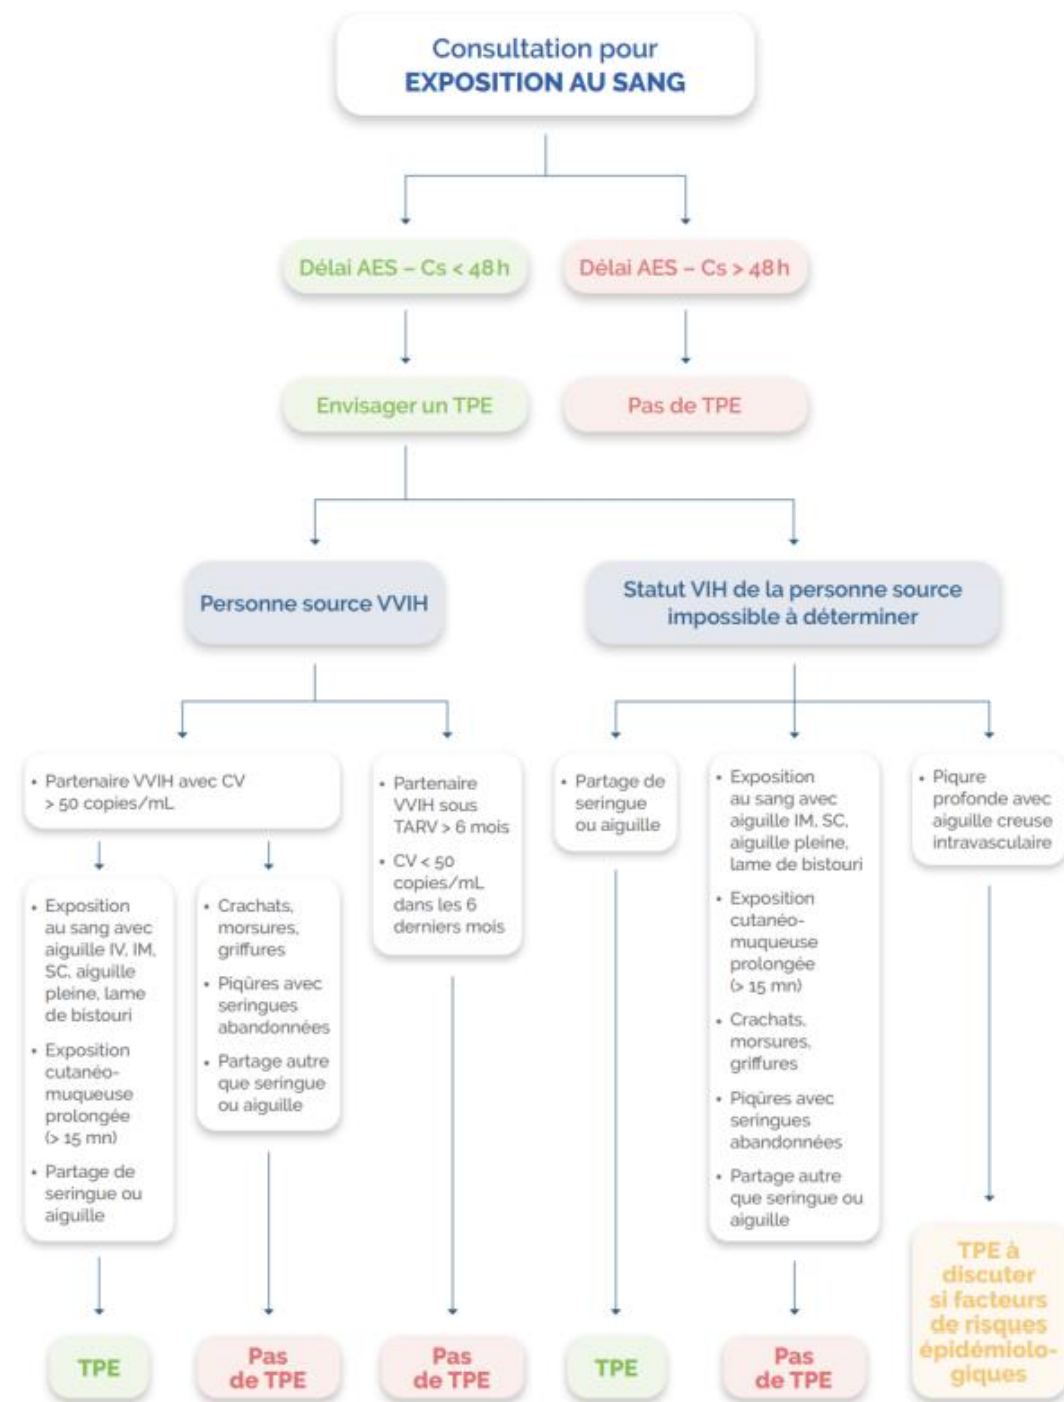 Consultation pour
EXPOSITION AU SANG
Délai AES – Cs < 48 h
Délai AES – Cs > 48 h
Envisager un TPE
Pas de TPE
Personne source VVIH
Statut VIH de la personne source
impossible à déterminer
• Partenaire VVIH avec CV
> 50 copies/mL
• Exposition
au sang avec
aiguille IV, IM,
SC, aiguille
pleine, lame
de bistouri
• Exposition
cutanéo-
muqueuse
prolongée
(> 15 mn)
• Partage de
seringue ou
aiguille
• Crachats,
morsures,
griffures
• Piqûres avec
seringues
abandonnées
• Partage autre
que seringue
ou aiguille
• Partenaire
VVIH sous
TARV > 6 mois
• CV < 50
copies/mL
dans les 6
derniers mois
• Partage de
seringue
ou aiguille
• Exposition
au sang avec
aiguille IM, SC,
aiguille pleine,
lame de bistouri
• Exposition
cutanéo-
muqueuse
prolongée
(> 15 mn)
• Crachats,
morsures,
griffures
• Piqûres avec
seringues
abandonnées
• Partage autre
que seringue ou
aiguille
• Piqure
profonde avec
aiguille creuse
intravasculaire
TPE
Pas
de TPE
Pas
de TPE
TPE
Pas
de TPE
TPE à
discuter
si facteurs
de risques
épidémiolo-
giques